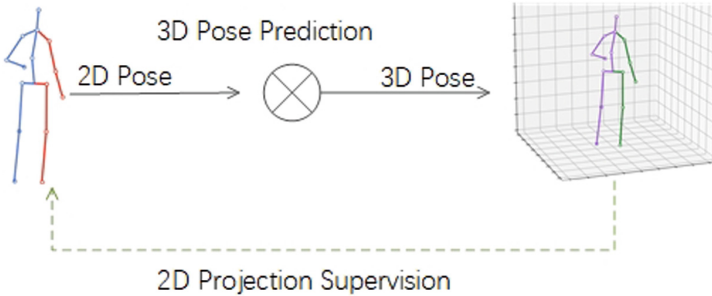 3D Pose Prediction
2D Pose
3D Pose
2D Projection Supervision